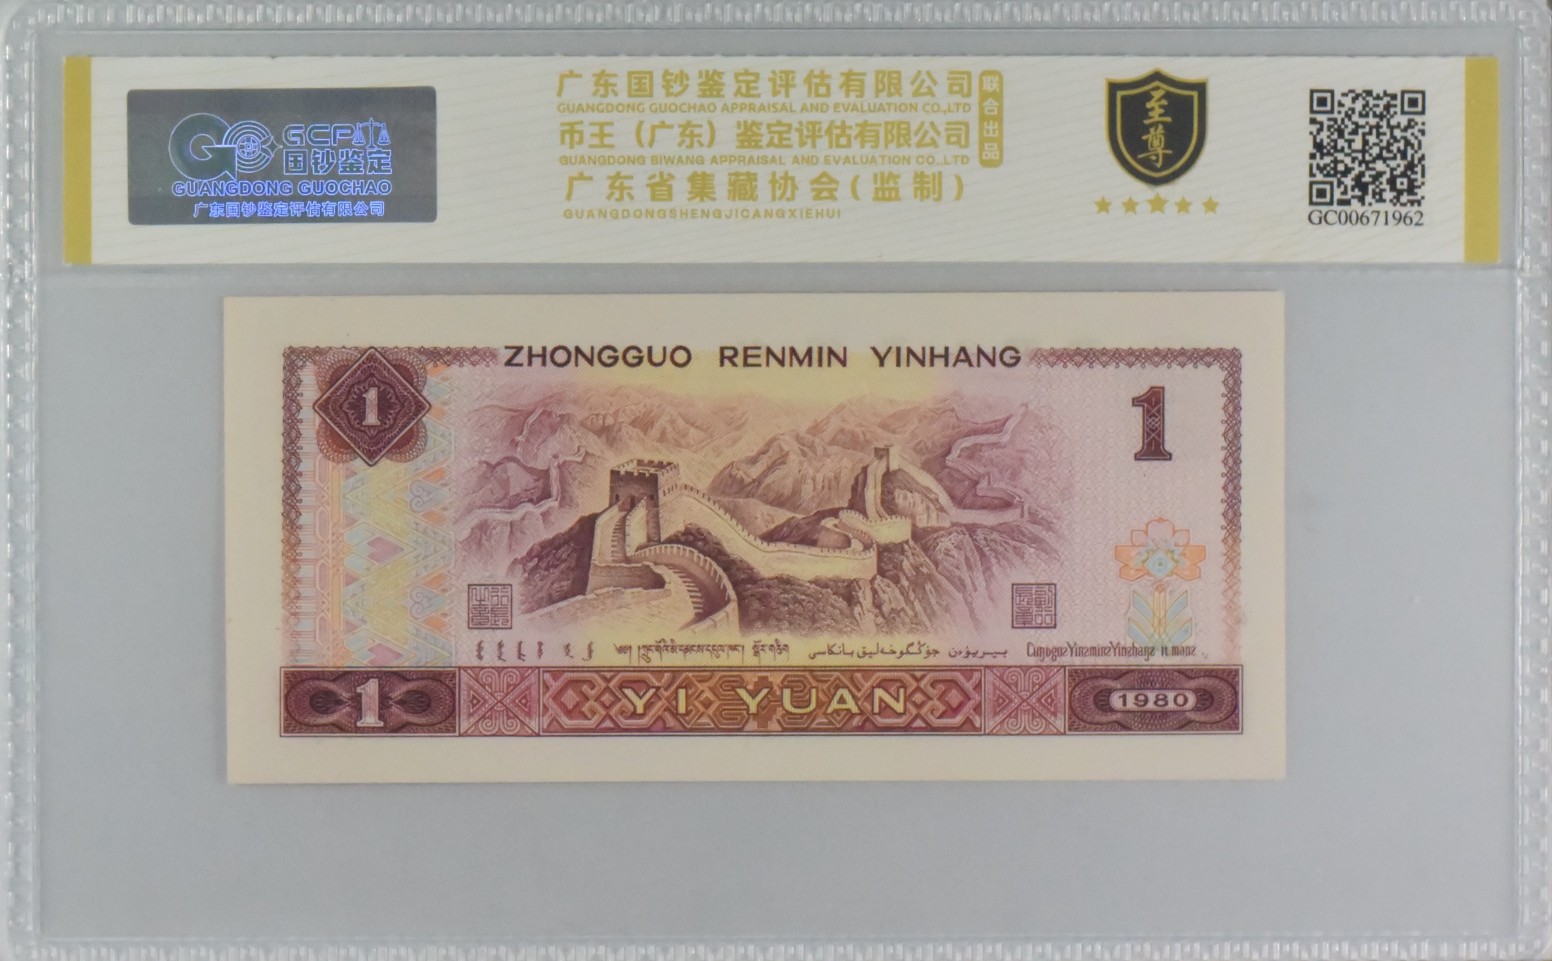 GCP
国钞鉴定
GUANGDONG GUOCHAO
广东国钞鉴定评估有限公司
广东国钞鉴定评估有限公司
GUANGDONG GUOCHAO APPRAISAL AND EVALUATION CO.,LTD
币王（广东）鉴定评估有限公司
GUANGDONG BIWANG APPRAISAL AND EVALUATION CO.,LTD
广东省集藏协会(监制)
GUANGDONGSHENGJICANGXIEHUI
联合出品
至尊
GC00671962
ZHONGGUO RENMIN YINHANG
1
1
1
YI YUAN
1980